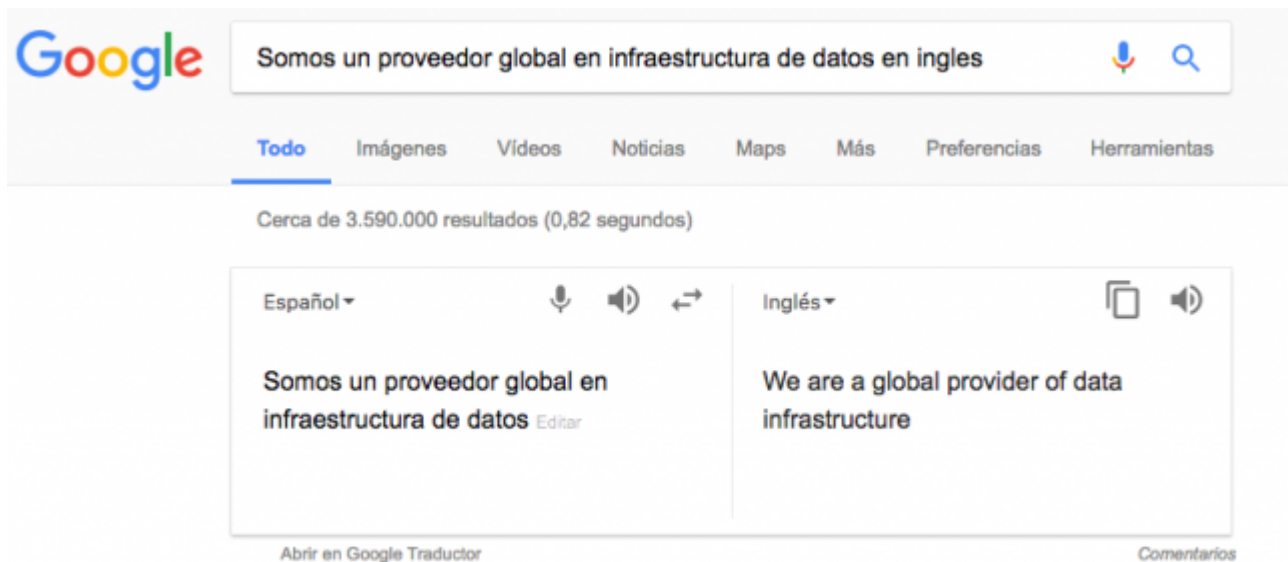 Google
Somos un proveedor global en infraestructura de datos en ingles
Todo Imágenes Vídeos Noticias Maps Más Preferencias Herramientas
Cerca de 3.590.000 resultados (0,82 segundos)
Español
Inglés
Somos un proveedor global en
infraestructura de datos Editar
We are a global provider of data
infrastructure
Abrir en Google Traductor
Comentarios